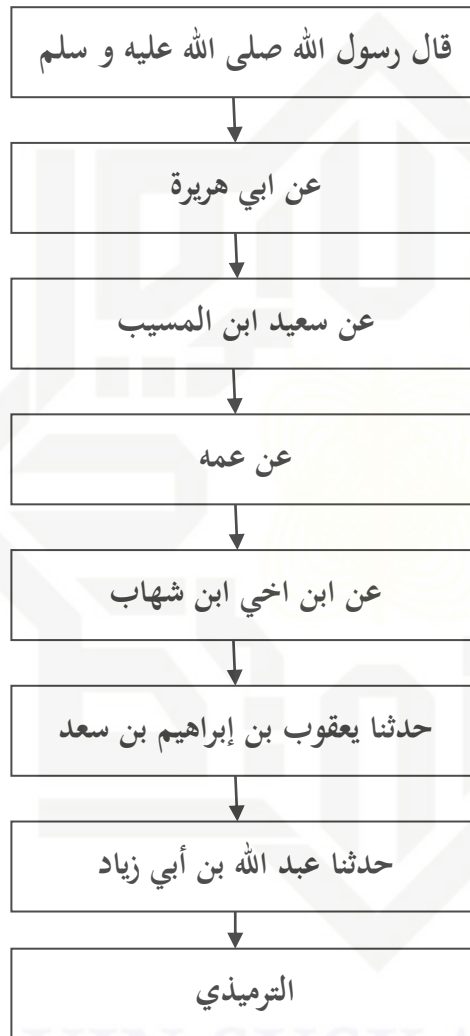 قال رسول الله صلى الله عليه و سلم
عن ابي هريرة
عن سعيد ابن المسيب
عن عمه
عن ابن اخي ابن شهاب
حدثنا يعقوب بن إبراهيم بن سعد
حدثنا عبد الله بن أبي زياد
الترميذي